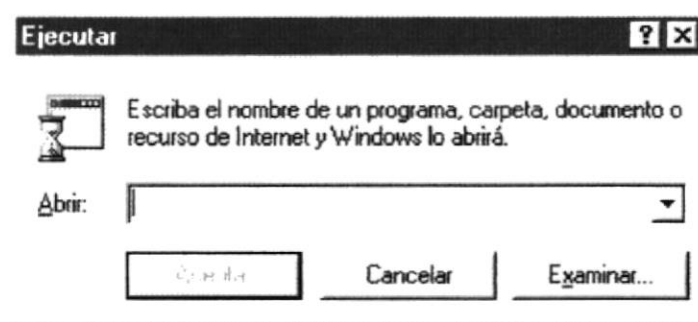 Ejecutar
Escriba el nombre de un programa, carpeta, documento o
recurso de Internet y Windows lo abrirá.
Abrir:
Cancelar Examinar...